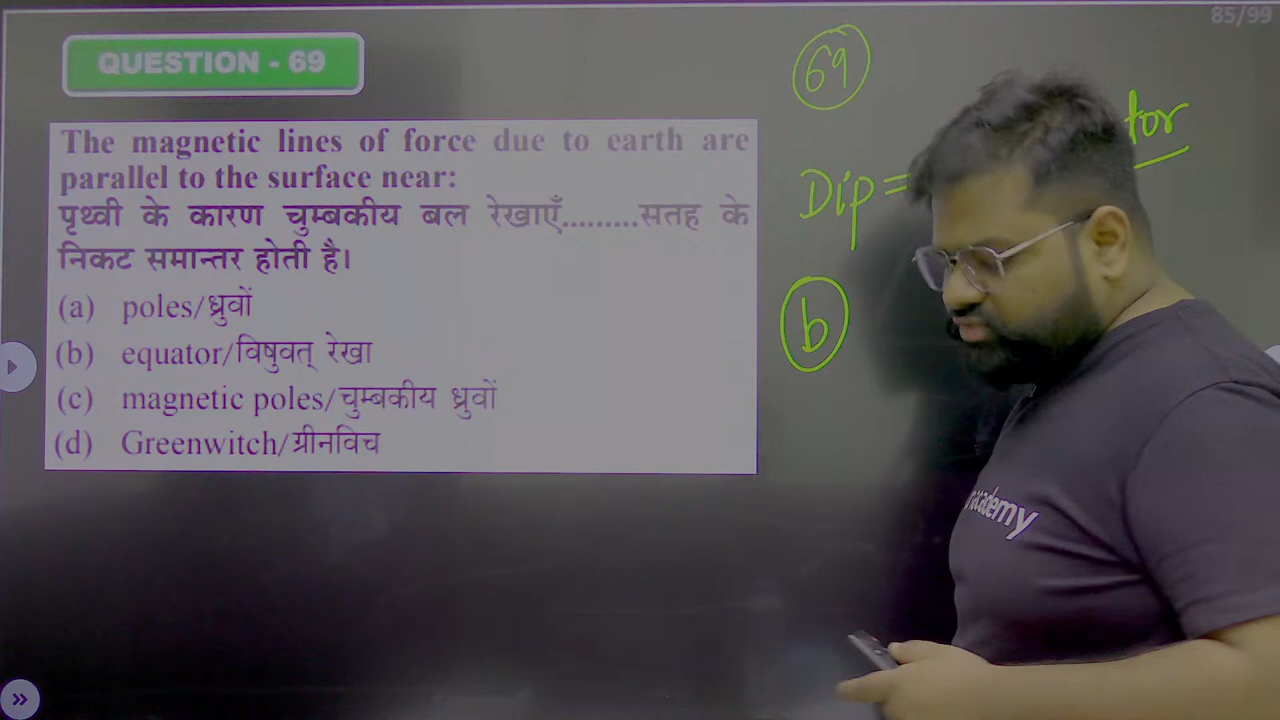 85/99
QUESTION - 69
69
The magnetic lines of force due to earth are
parallel to the surface near:
पृथ्वी के कारण चुम्बकीय बल रेखाएँ.........सतह के
निकट समान्तर होती है।
(a) poles/ध्रुवों
(b) equator/विषुवत् रेखा
(c) magnetic poles/चुम्बकीय ध्रुवों
(d) Greenwitch/ग्रीनविच
tor
Dip=
b
nacademy